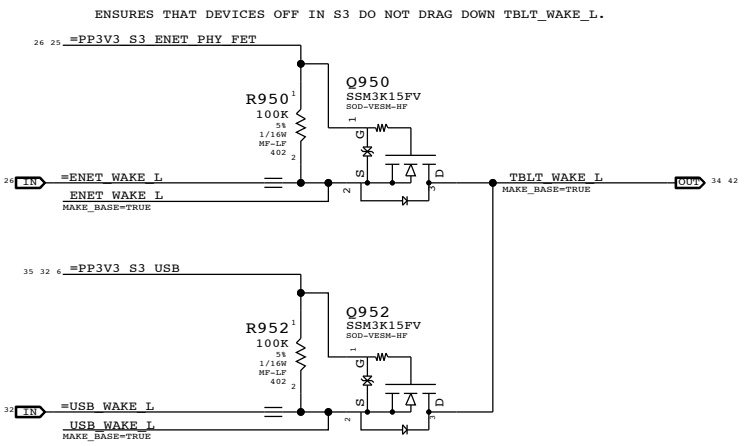 ENSURES THAT DEVICES OFF IN S3 DO NOT DRAG DOWN TBLT_WAKE_L.
26 25 =PP3V3_S3_ENET_PHY_FET
Q950
SSM3K15FV
SOD-VESM-HF
R950
100K
5%
1/16W
MF-LF
402
1
2
1
G
S
D
2
3
26 IN =ENET_WAKE_L
ENET_WAKE_L
MAKE_BASE=TRUE
TBLT_WAKE_L
MAKE_BASE=TRUE
OUT 34 42
35 32 6 =PP3V3_S3_USB
Q952
SSM3K15FV
SOD-VESM-HF
R952
100K
5%
1/16W
MF-LF
402
1
2
1
G
S
D
2
3
32 IN =USB_WAKE_L
USB_WAKE_L
MAKE_BASE=TRUE